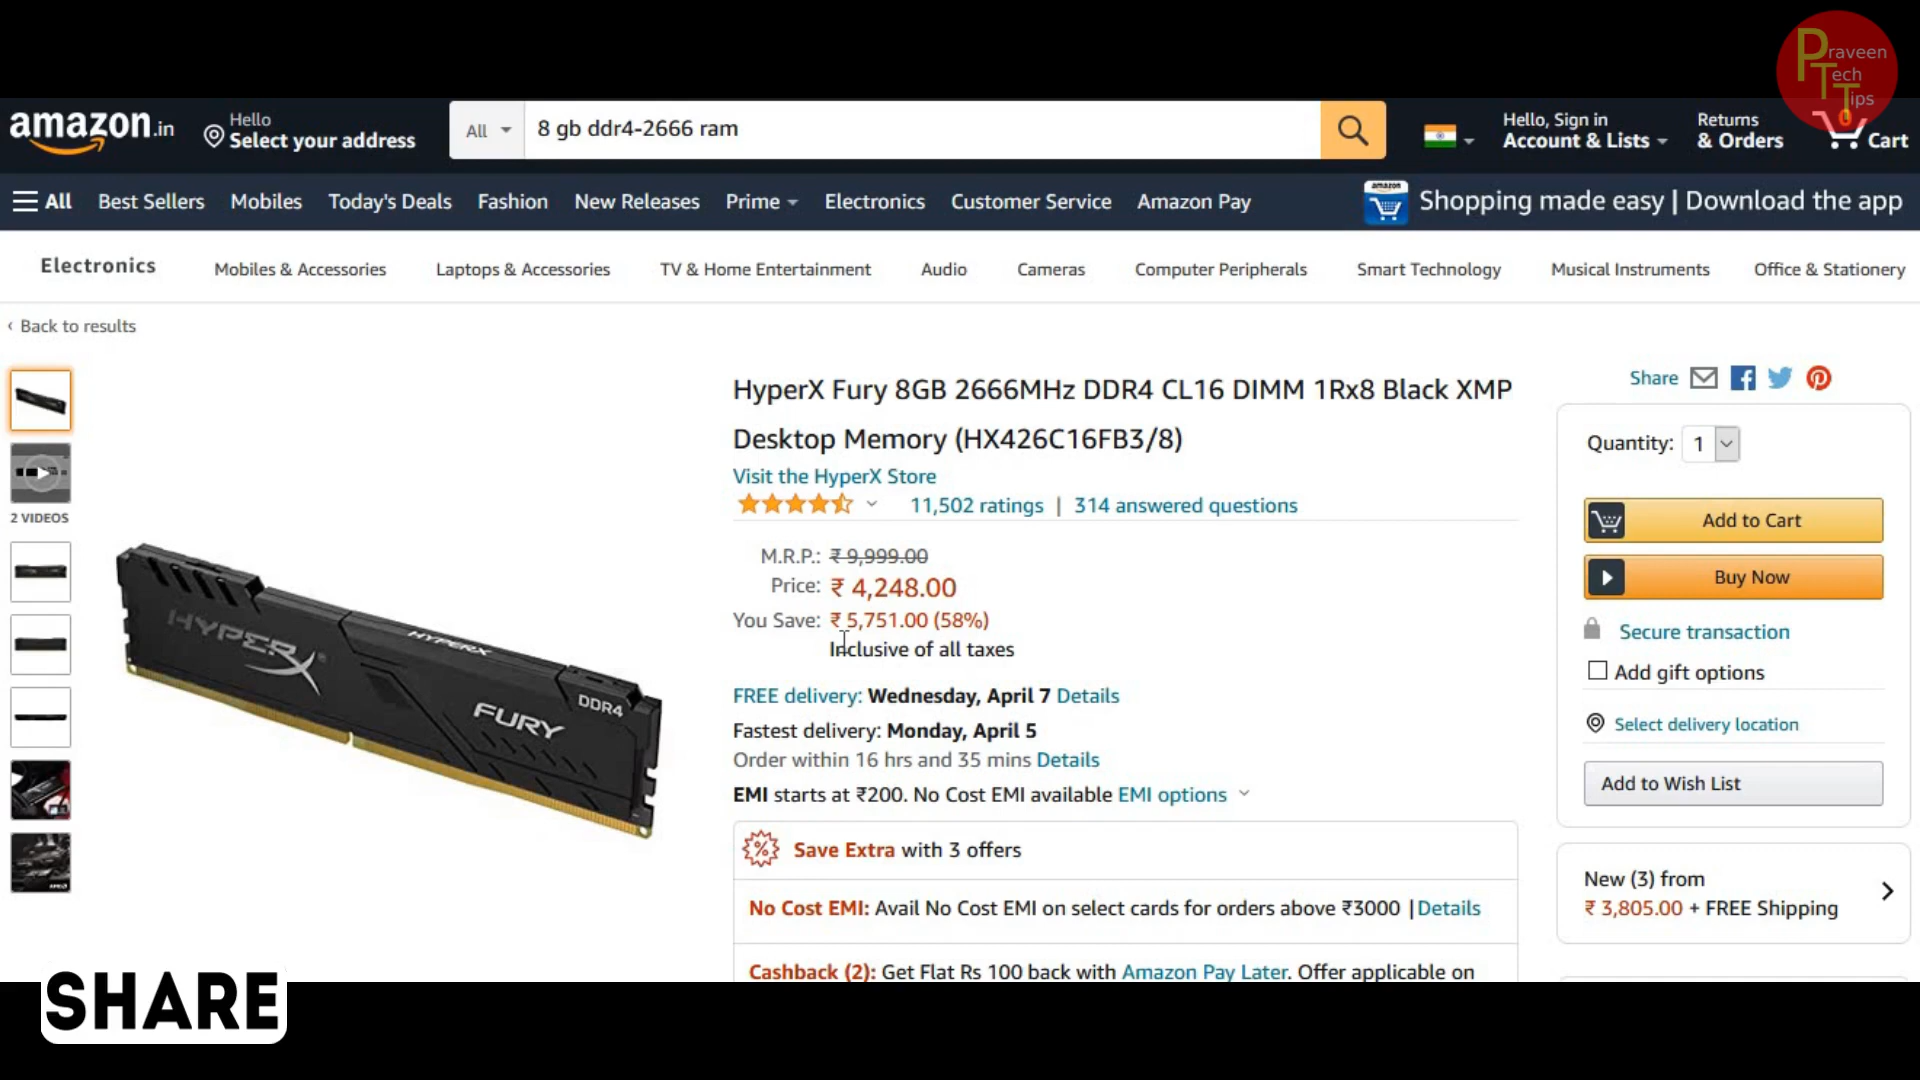 Praveen
Tech
Tips
amazon.in
Hello
Select your address
All
8 gb ddr4-2666 ram
Hello, Sign in
Account & Lists
Returns
& Orders
0
Cart
All
Best Sellers
Mobiles
Today's Deals
Fashion
New Releases
Prime
Electronics
Customer Service
Amazon Pay
amazon
Shopping made easy | Download the app
Electronics
Mobiles & Accessories
Laptops & Accessories
TV & Home Entertainment
Audio
Cameras
Computer Peripherals
Smart Technology
Musical Instruments
Office & Stationery
‹ Back to results
2 VIDEOS
HYPERX
HYPERX
FURY
DDR4
HyperX Fury 8GB 2666MHz DDR4 CL16 DIMM 1Rx8 Black XMP
Desktop Memory (HX426C16FB3/8)
Visit the HyperX Store
11,502 ratings | 314 answered questions
M.R.P.: ₹ 9,999.00
Price: ₹ 4,248.00
You Save: ₹ 5,751.00 (58%)
Inclusive of all taxes
FREE delivery: Wednesday, April 7 Details
Fastest delivery: Monday, April 5
Order within 16 hrs and 35 mins Details
EMI starts at ₹200. No Cost EMI available EMI options
Save Extra with 3 offers
No Cost EMI: Avail No Cost EMI on select cards for orders above ₹3000 | Details
Cashback (2): Get Flat Rs 100 back with Amazon Pay Later. Offer applicable on
Share
Quantity: 1
Add to Cart
Buy Now
Secure transaction
Add gift options
Select delivery location
Add to Wish List
New (3) from
₹ 3,805.00 + FREE Shipping
SHARE